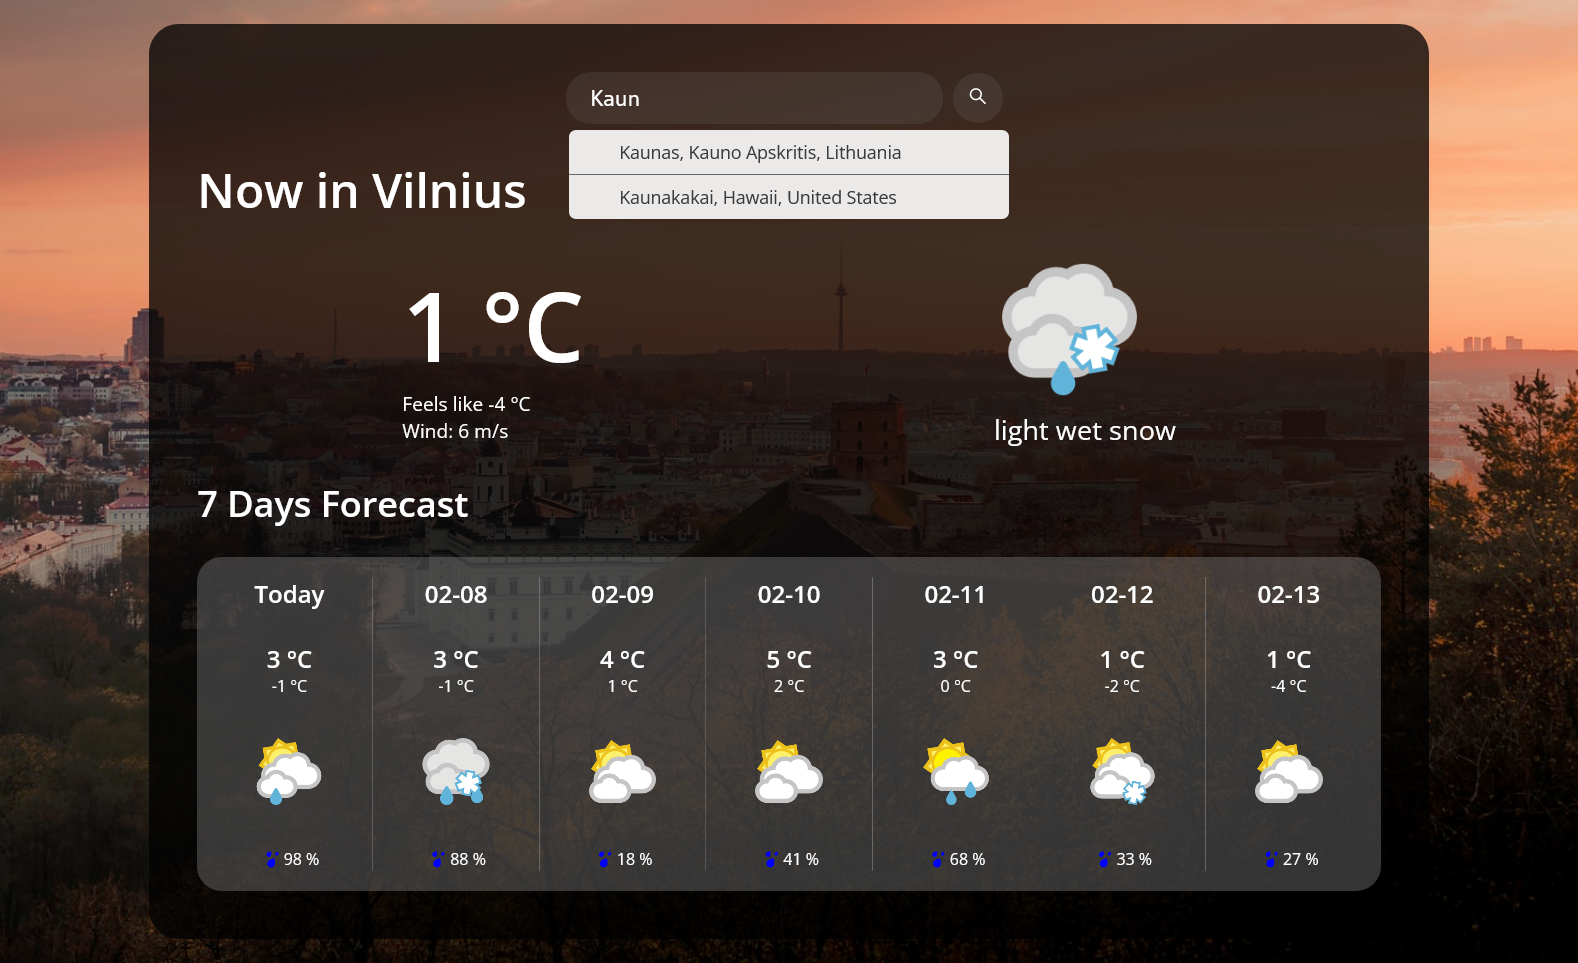 Kaun
Kaunas, Kauno Apskritis, Lithuania
Kaunakakai, Hawaii, United States
Now in Vilnius
1 °C
Feels like -4 °C
Wind: 6 m/s
light wet snow
7 Days Forecast
Today 02-08 02-09 02-10 02-11 02-12 02-13
3 °C 3 °C 4 °C 5 °C 3 °C 1 °C 1 °C
-1 °C -1 °C 1 °C 2 °C 0 °C -2 °C -4 °C
98 % 88 % 18 % 41 % 68 % 33 % 27 %